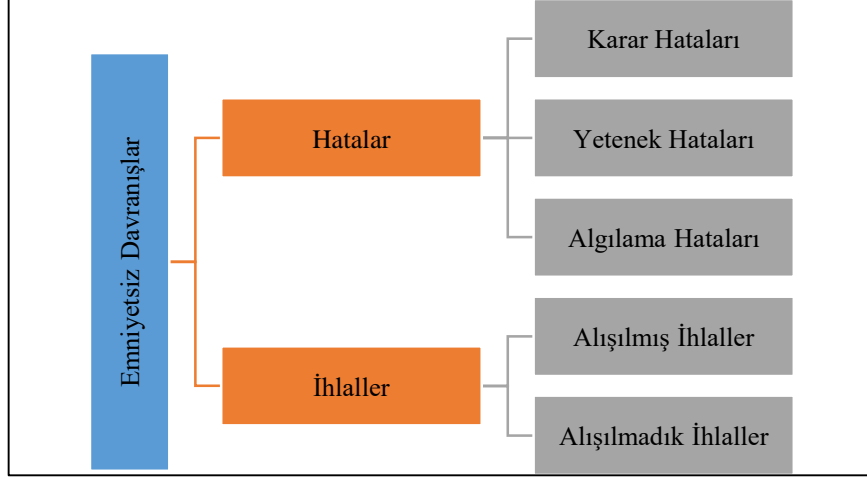 Emniyetsiz Davranışlar
Hatalar
Karar Hataları
Yetenek Hataları
Algılama Hataları
İhlaller
Alışılmış İhlaller
Alışılmadık İhlaller